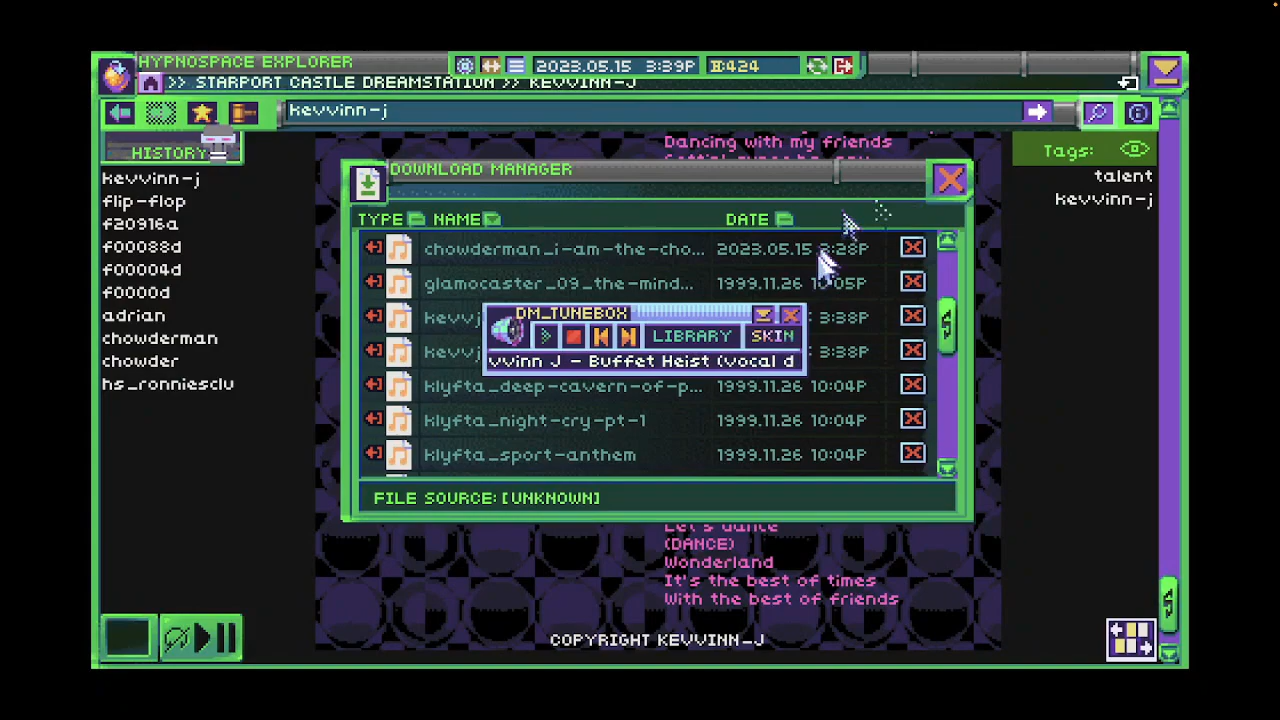 HYPNOSPACE EXPLORER
2023.05.15 3:39P
424
>> STARPORT CASTLE DREAMSTATION >> KEVVINN-J
kevvinn-j
HISTORY
kevvinn-j
flip-flop
f20916a
f00088d
f00004d
f0000d
adrian
chowderman
chowder
hs_ronniesclu
Dancing with my friends
Tags:
talent
kevvinn-j
DOWNLOAD MANAGER
TYPE NAME DATE
chowderman_i-am-the-cho... 2023.05.15 3:28P
glamocaster_09_the-mind... 1999.11.26 10:05P
kevvj 3:38P
kevvj 3:38P
klyfta_deep-cavern-of-p... 1999.11.26 10:04P
klyfta_night-cry-pt-1 1999.11.26 10:04P
klyfta_sport-anthem 1999.11.26 10:04P
FILE SOURCE: [UNKNOWN]
DM_TUNEBOX
LIBRARY SKIN
vvinn J - Buffet Heist (vocal d
Let's dance
(DANCE)
Wonderland
It's the best of times
With the best of friends
COPYRIGHT KEVVINN-J